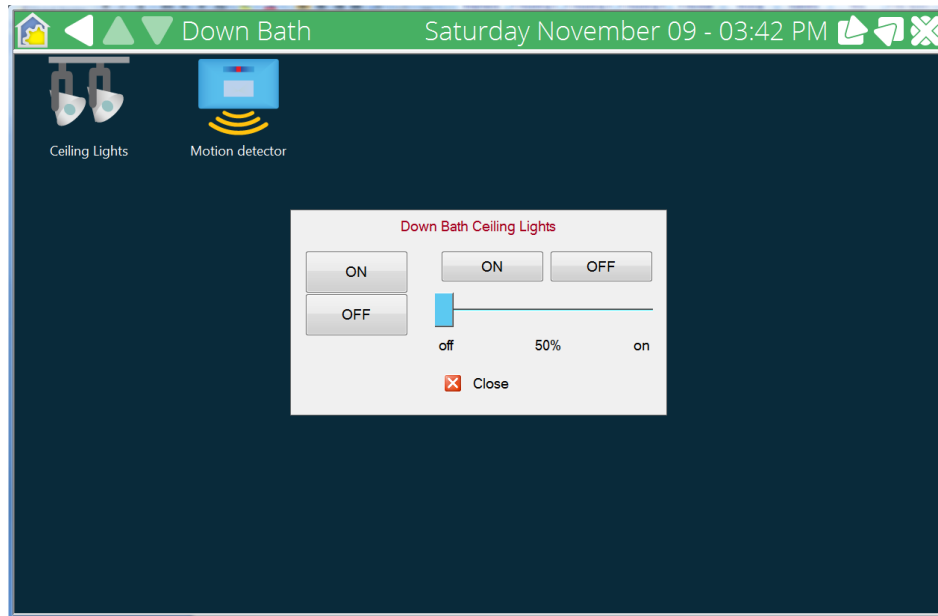 Down Bath Saturday November 09 - 03:42 PM
Ceiling Lights Motion detector
Down Bath Ceiling Lights
ON ON OFF
OFF
off 50% on
Close